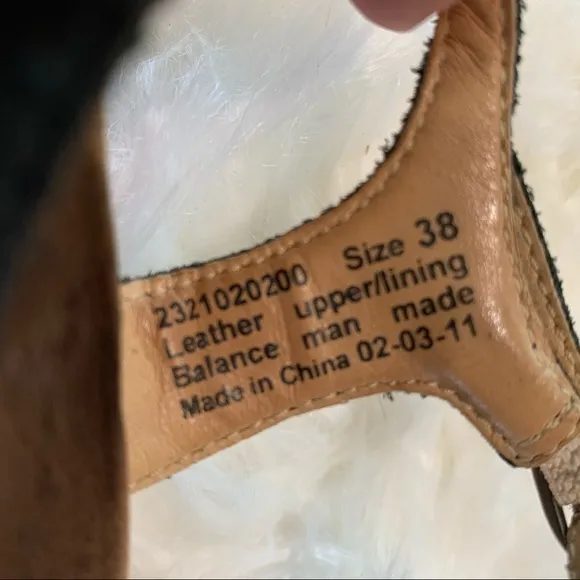 2321020200 Size 38
Leather upper/lining
Balance man made
Made in China 02-03-11